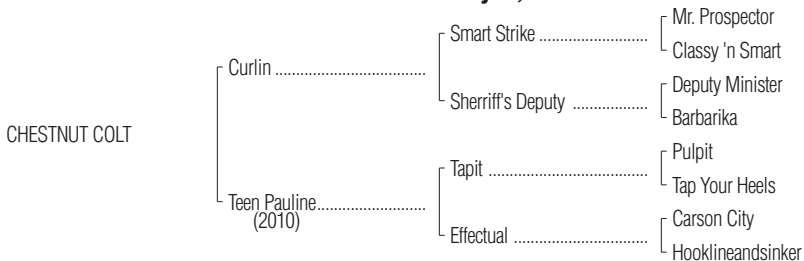 Mr. Prospector
Smart Strike ..............................
Classy 'n Smart
Curlin ..........................................
Deputy Minister
Sherriff's Deputy .....................
Barbarika
CHESTNUT COLT
Pulpit
Tapit ...........................................
Tap Your Heels
Teen Pauline..............................
(2010)
Carson City
Effectual ......................................
Hooklineandsinker